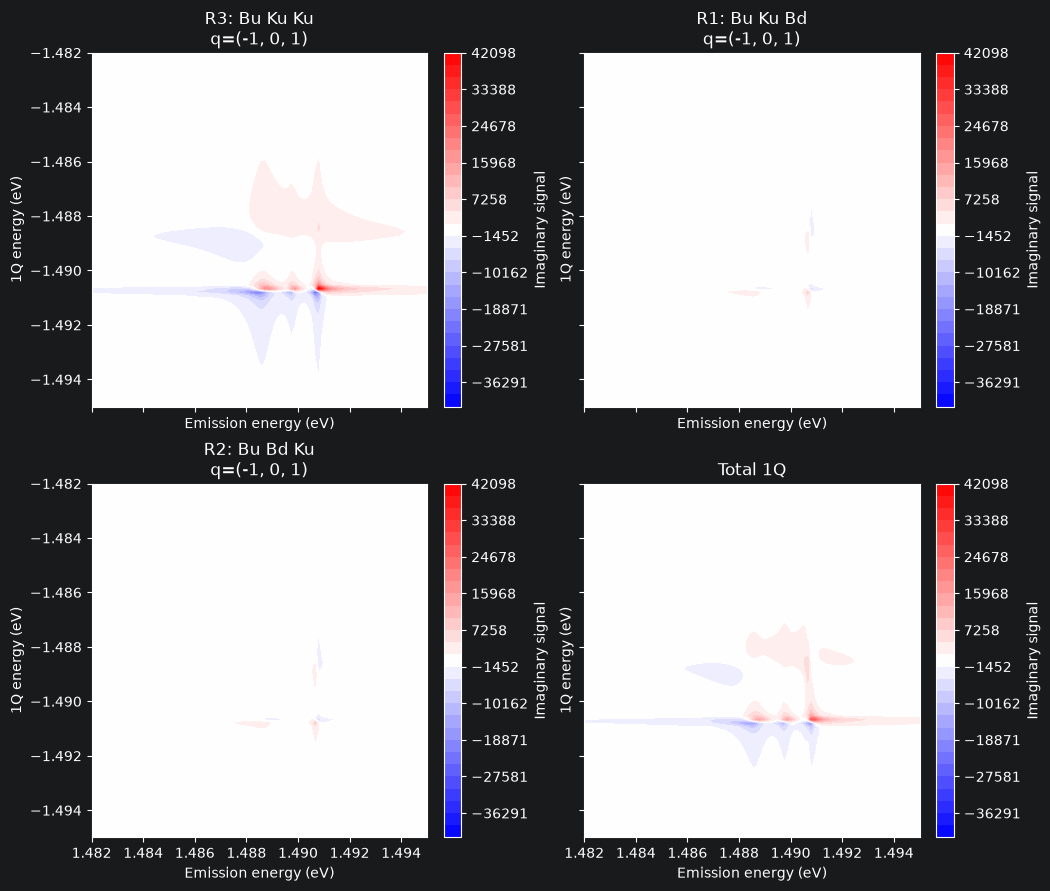 R3: Bu Ku Ku
q=(-1, 0, 1)
R1: Bu Ku Bd
q=(-1, 0, 1)
−1.482
−1.484
−1.486
−1.488
−1.490
−1.492
−1.494
1Q energy (eV)
Emission energy (eV)
42098
33388
24678
15968
7258
−1452
−10162
−18871
−27581
−36291
Imaginary signal
1Q energy (eV)
Emission energy (eV)
42098
33388
24678
15968
7258
−1452
−10162
−18871
−27581
−36291
Imaginary signal
R2: Bu Bd Ku
q=(-1, 0, 1)
Total 1Q
−1.482
−1.484
−1.486
−1.488
−1.490
−1.492
−1.494
1Q energy (eV)
1.482 1.484 1.486 1.488 1.490 1.492 1.494
Emission energy (eV)
42098
33388
24678
15968
7258
−1452
−10162
−18871
−27581
−36291
Imaginary signal
1Q energy (eV)
1.482 1.484 1.486 1.488 1.490 1.492 1.494
Emission energy (eV)
42098
33388
24678
15968
7258
−1452
−10162
−18871
−27581
−36291
Imaginary signal